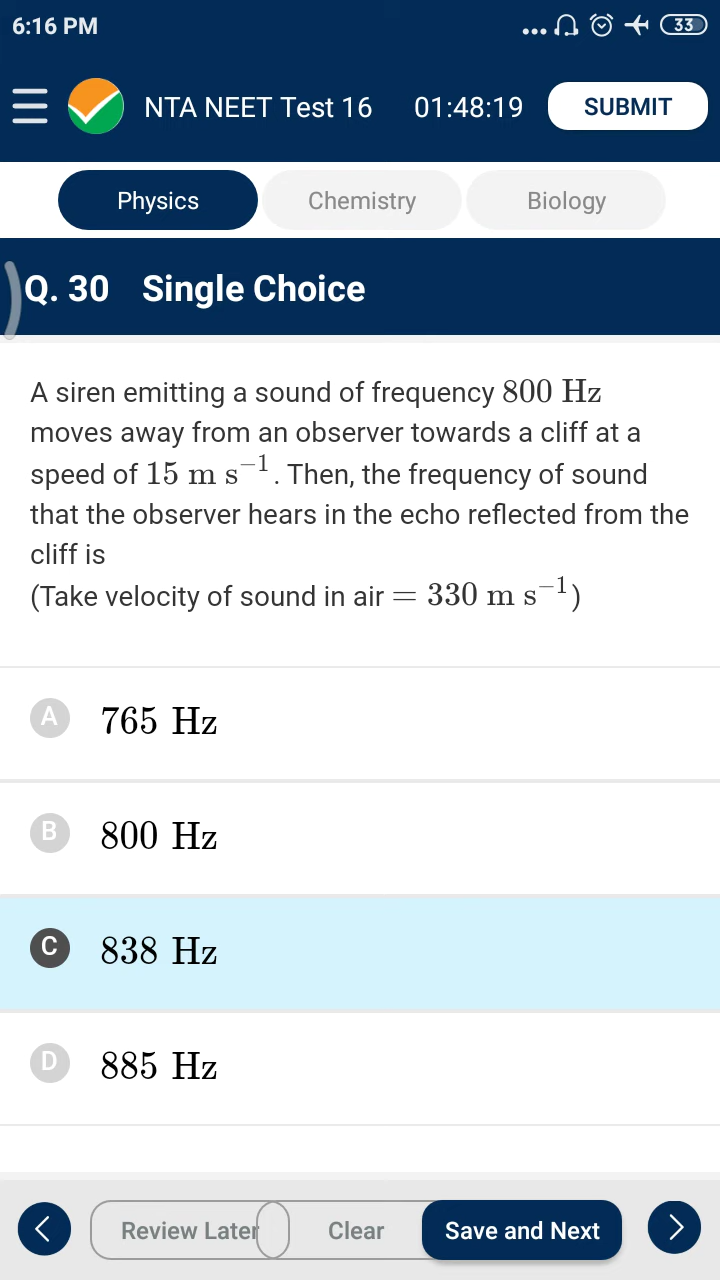 6:16 PM
33
NTA NEET Test 16
01:48:19
SUBMIT
Physics
Chemistry
Biology
Q. 30 Single Choice
A siren emitting a sound of frequency 800 Hz
moves away from an observer towards a cliff at a
speed of 15 m s⁻¹. Then, the frequency of sound
that the observer hears in the echo reflected from the
cliff is
(Take velocity of sound in air = 330 m s⁻¹)
A 765 Hz
B 800 Hz
C 838 Hz
D 885 Hz
Review Later
Clear
Save and Next